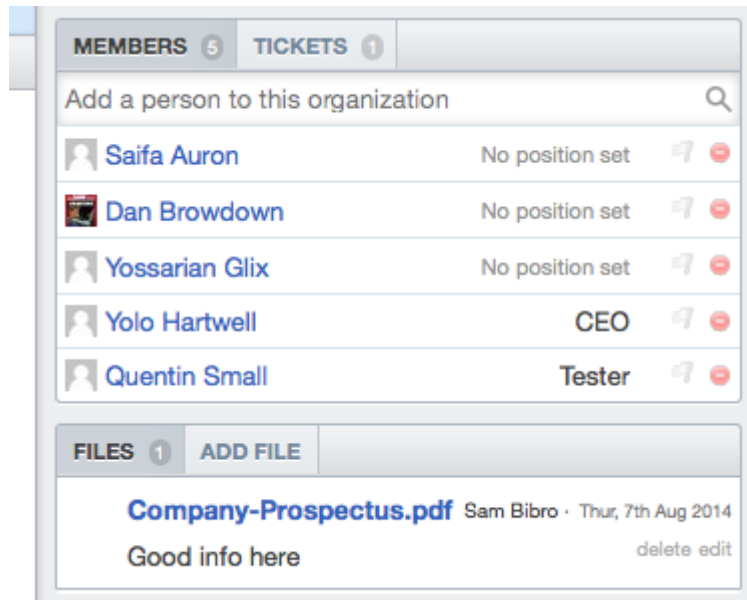 MEMBERS 5 TICKETS 1
Add a person to this organization
Saifa Auron No position set
Dan Browdown No position set
Yossarian Glix No position set
Yolo Hartwell CEO
Quentin Small Tester
FILES 1 ADD FILE
Company-Prospectus.pdf Sam Bibro · Thur, 7th Aug 2014
Good info here delete edit